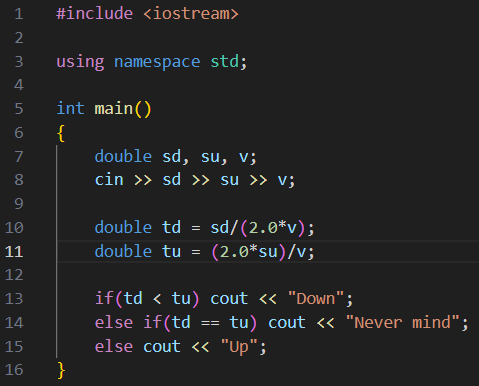 1 #include <iostream>
2
3 using namespace std;
4
5 int main()
6 {
7 double sd, su, v;
8 cin >> sd >> su >> v;
9
10 double td = sd/(2.0*v);
11 double tu = (2.0*su)/v;
12
13 if(td < tu) cout << "Down";
14 else if(td == tu) cout << "Never mind";
15 else cout << "Up";
16 }